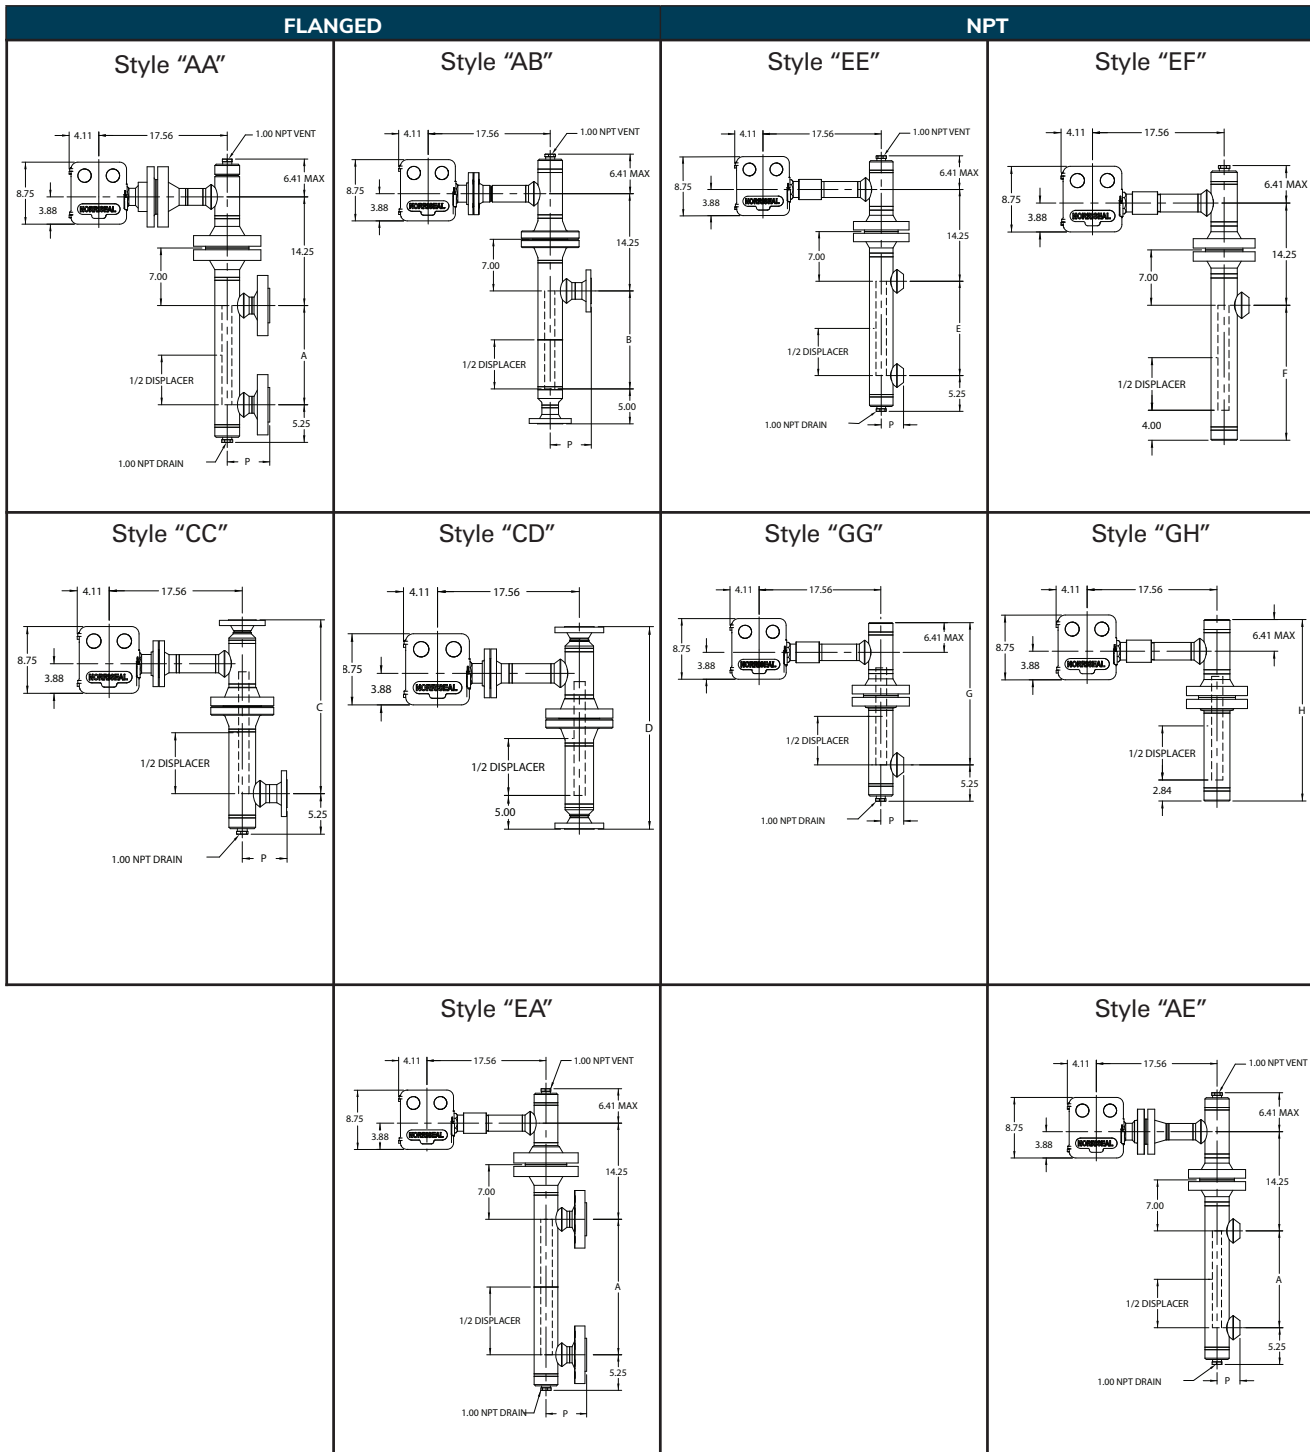 FLANGED
NPT
Style “AA”
4.11
17.56
1.00 NPT VENT
6.41 MAX
8.75
3.88
NORRISEAL
14.25
7.00
A
1/2 DISPLACER
5.25
1.00 NPT DRAIN
P
Style “AB”
4.11
17.56
1.00 NPT VENT
6.41 MAX
8.75
3.88
NORRISEAL
14.25
7.00
B
1/2 DISPLACER
5.00
P
Style “EE”
4.11
17.56
1.00 NPT VENT
6.41 MAX
8.75
3.88
NORRISEAL
14.25
7.00
E
1/2 DISPLACER
5.25
1.00 NPT DRAIN
P
Style “EF”
4.11
17.56
6.41 MAX
8.75
3.88
NORRISEAL
14.25
7.00
F
1/2 DISPLACER
4.00
Style “CC”
4.11
17.56
8.75
3.88
NORRISEAL
C
1/2 DISPLACER
5.25
1.00 NPT DRAIN
P
Style “CD”
4.11
17.56
8.75
3.88
NORRISEAL
D
1/2 DISPLACER
5.00
Style “GG”
4.11
17.56
6.41 MAX
8.75
3.88
NORRISEAL
G
1/2 DISPLACER
5.25
1.00 NPT DRAIN
P
Style “GH”
4.11
17.56
6.41 MAX
8.75
3.88
NORRISEAL
H
1/2 DISPLACER
2.84
Style “EA”
4.11
17.56
1.00 NPT VENT
6.41 MAX
8.75
3.88
NORRISEAL
14.25
7.00
A
1/2 DISPLACER
5.25
1.00 NPT DRAIN
P
Style “AE”
4.11
17.56
1.00 NPT VENT
6.41 MAX
8.75
3.88
NORRISEAL
14.25
7.00
A
1/2 DISPLACER
5.25
1.00 NPT DRAIN
P